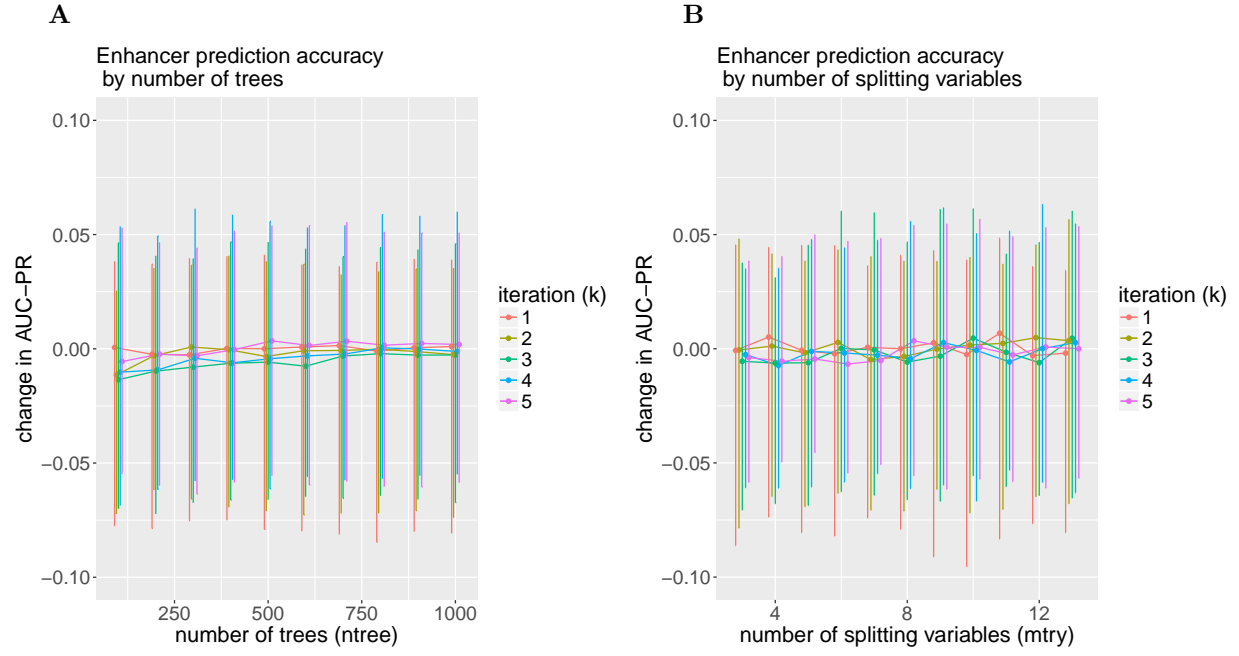 A
Enhancer prediction accuracy
by number of trees
0.10
0.05
0.00
−0.05
−0.10
change in AUC−PR
250
500
750
1000
number of trees (ntree)
iteration (k)
1
2
3
4
5
B
Enhancer prediction accuracy
by number of splitting variables
0.10
0.05
0.00
−0.05
−0.10
change in AUC−PR
4
8
12
number of splitting variables (mtry)
iteration (k)
1
2
3
4
5